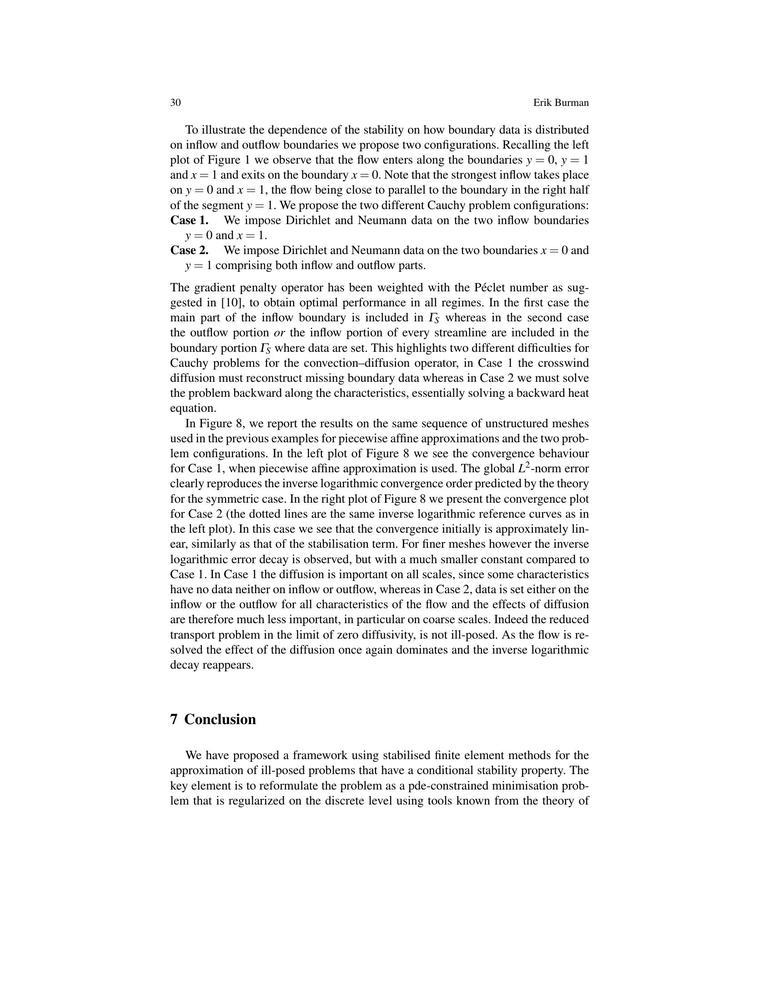 30 Erik Burman
To illustrate the dependence of the stability on how boundary data is distributed
on inflow and outflow boundaries we propose two configurations. Recalling the left
plot of Figure 1 we observe that the flow enters along the boundaries y = 0, y = 1
and x = 1 and exits on the boundary x = 0. Note that the strongest inflow takes place
on y = 0 and x = 1, the flow being close to parallel to the boundary in the right half
of the segment y = 1. We propose the two different Cauchy problem configurations:
Case 1. We impose Dirichlet and Neumann data on the two inflow boundaries
y = 0 and x = 1.
Case 2. We impose Dirichlet and Neumann data on the two boundaries x = 0 and
y = 1 comprising both inflow and outflow parts.
The gradient penalty operator has been weighted with the Péclet number as sug-
gested in [10], to obtain optimal performance in all regimes. In the first case the
main part of the inflow boundary is included in Γ_S whereas in the second case
the outflow portion or the inflow portion of every streamline are included in the
boundary portion Γ_S where data are set. This highlights two different difficulties for
Cauchy problems for the convection–diffusion operator, in Case 1 the crosswind
diffusion must reconstruct missing boundary data whereas in Case 2 we must solve
the problem backward along the characteristics, essentially solving a backward heat
equation.
In Figure 8, we report the results on the same sequence of unstructured meshes
used in the previous examples for piecewise affine approximations and the two prob-
lem configurations. In the left plot of Figure 8 we see the convergence behaviour
for Case 1, when piecewise affine approximation is used. The global L²-norm error
clearly reproduces the inverse logarithmic convergence order predicted by the theory
for the symmetric case. In the right plot of Figure 8 we present the convergence plot
for Case 2 (the dotted lines are the same inverse logarithmic reference curves as in
the left plot). In this case we see that the convergence initially is approximately lin-
ear, similarly as that of the stabilisation term. For finer meshes however the inverse
logarithmic error decay is observed, but with a much smaller constant compared to
Case 1. In Case 1 the diffusion is important on all scales, since some characteristics
have no data neither on inflow or outflow, whereas in Case 2, data is set either on the
inflow or the outflow for all characteristics of the flow and the effects of diffusion
are therefore much less important, in particular on coarse scales. Indeed the reduced
transport problem in the limit of zero diffusivity, is not ill-posed. As the flow is re-
solved the effect of the diffusion once again dominates and the inverse logarithmic
decay reappears.
7 Conclusion
We have proposed a framework using stabilised finite element methods for the
approximation of ill-posed problems that have a conditional stability property. The
key element is to reformulate the problem as a pde-constrained minimisation prob-
lem that is regularized on the discrete level using tools known from the theory of